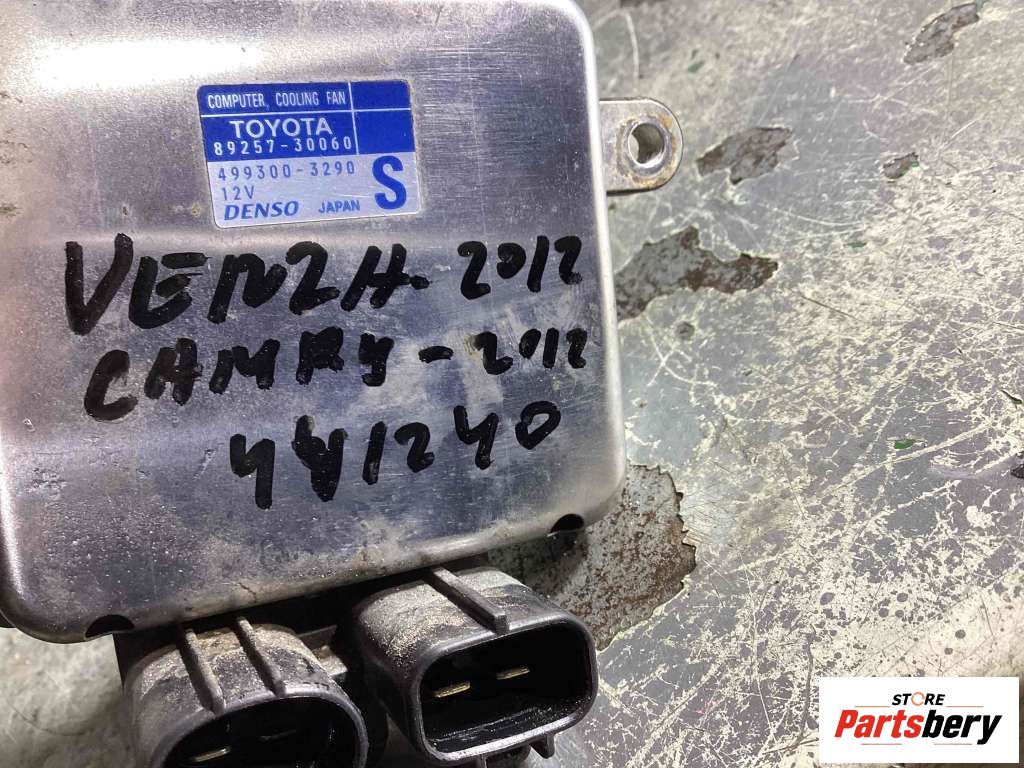 COMPUTER, COOLING FAN
TOYOTA
89257-30060
499300-3290
12V
S
DENSO JAPAN
VENZA-2012
CAMRY-2012
441240
STORE
Partsbery